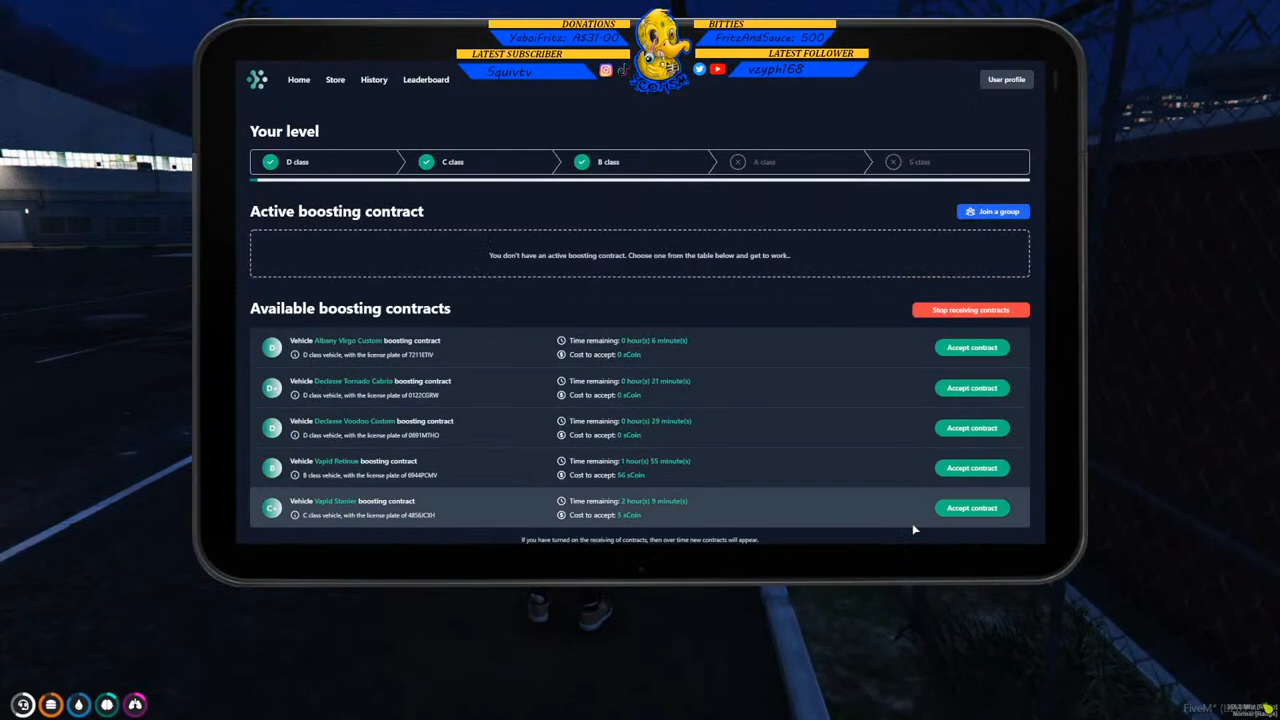 DONATIONS
YaboiFritz: A$31.00
BITTIES
FritzAndSauce: 500
LATEST SUBSCRIBER
Squivtv
LATEST FOLLOWER
vzyph168
Home Store History Leaderboard
User profile
Your level
D class C class B class A class S class
Active boosting contract
Join a group
You don't have an active boosting contract. Choose one from the table below and get to work..
Available boosting contracts
Stop receiving contracts
D Vehicle Albany Virgo Custom boosting contract Time remaining: 0 hour(s) 6 minute(s) Accept contract
D class vehicle, with the license plate of 7211ETIV Cost to accept: 0 sCoin
D+ Vehicle Declasse Tornado Cabrio boosting contract Time remaining: 0 hour(s) 21 minute(s) Accept contract
D class vehicle, with the license plate of 0122CGRW Cost to accept: 0 sCoin
D Vehicle Declasse Voodoo Custom boosting contract Time remaining: 0 hour(s) 29 minute(s) Accept contract
D class vehicle, with the license plate of 0691MTHO Cost to accept: 0 sCoin
B Vehicle Vapid Retinue boosting contract Time remaining: 1 hour(s) 55 minute(s) Accept contract
B class vehicle, with the license plate of 6944PCMV Cost to accept: 56 sCoin
C+ Vehicle Vapid Stanier boosting contract Time remaining: 2 hour(s) 9 minute(s) Accept contract
C class vehicle, with the license plate of 4856JCXH Cost to accept: 5 sCoin
If you have turned on the receiving of contracts, then over time new contracts will appear.
FiveM*